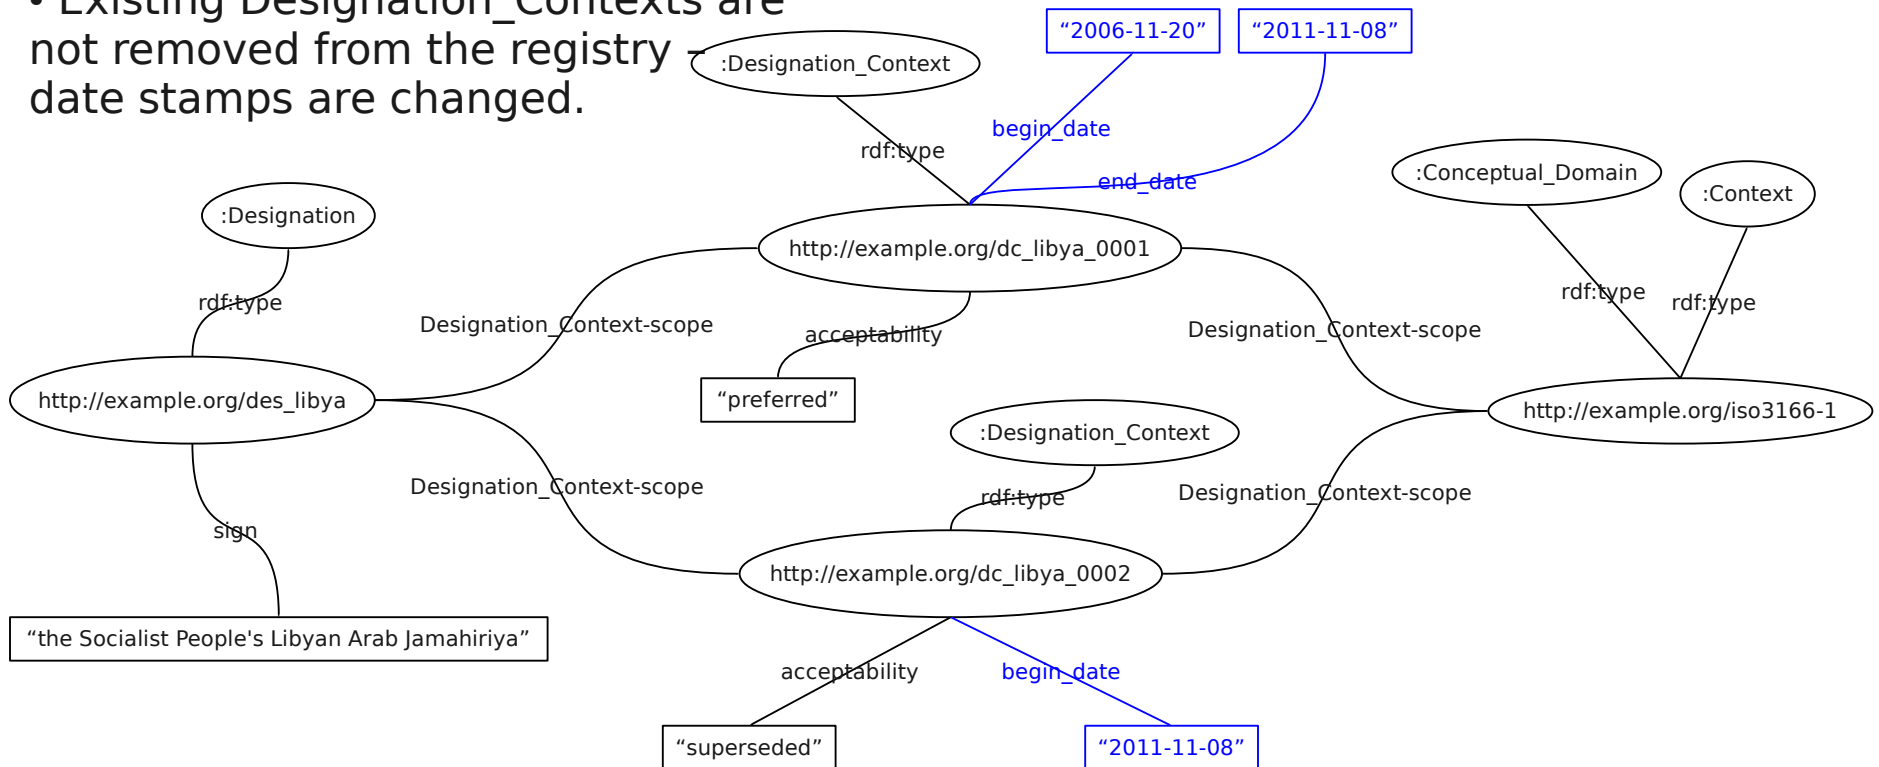 • Existing Designation_Contexts are
not removed from the registry –
date stamps are changed.
“2006-11-20”
“2011-11-08”
:Designation_Context
begin_date
rdf:type
end_date
:Conceptual_Domain
:Context
:Designation
http://example.org/dc_libya_0001
rdf:type
rdf:type
rdf:type
Designation_Context-scope
acceptability
Designation_Context-scope
http://example.org/des_libya
“preferred”
http://example.org/iso3166-1
:Designation_Context
Designation_Context-scope
rdf:type
Designation_Context-scope
sign
http://example.org/dc_libya_0002
“the Socialist People's Libyan Arab Jamahiriya”
acceptability
begin_date
“superseded”
“2011-11-08”